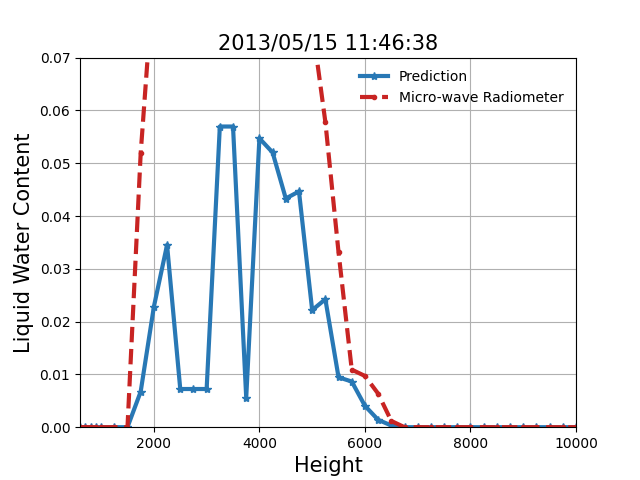 2013/05/15 11:46:38
Prediction
Micro-wave Radiometer
Liquid Water Content
0.07
0.06
0.05
0.04
0.03
0.02
0.01
0.00
2000 4000 6000 8000 10000
Height